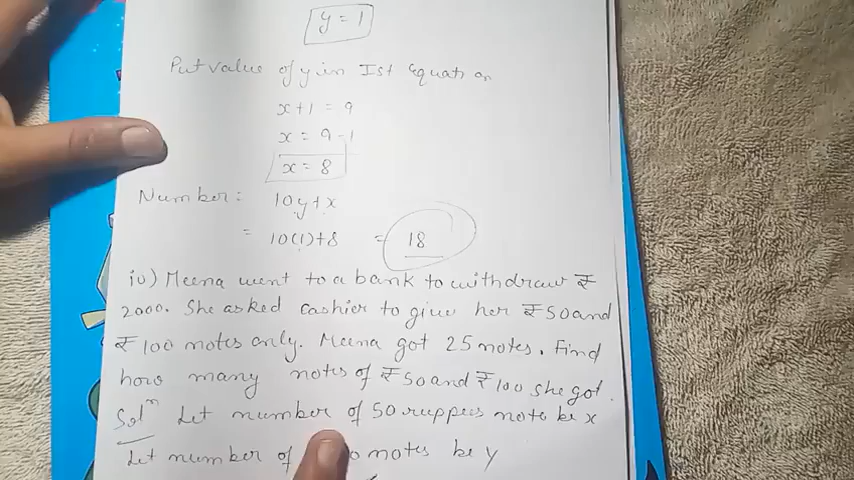 y = 1
Put value of y in Ist Equation
x+1 = 9
x = 9-1
x = 8
Number = 10y+x
= 10(1)+8 = 18
iv) Meena went to a bank to withdraw ₹
2000. She asked cashier to give her ₹50 and
₹100 notes only. Meena got 25 notes. Find
how many notes of ₹50 and ₹100 she got.
Solⁿ Let number of 50 ruppees note be x
Let number of notes be y